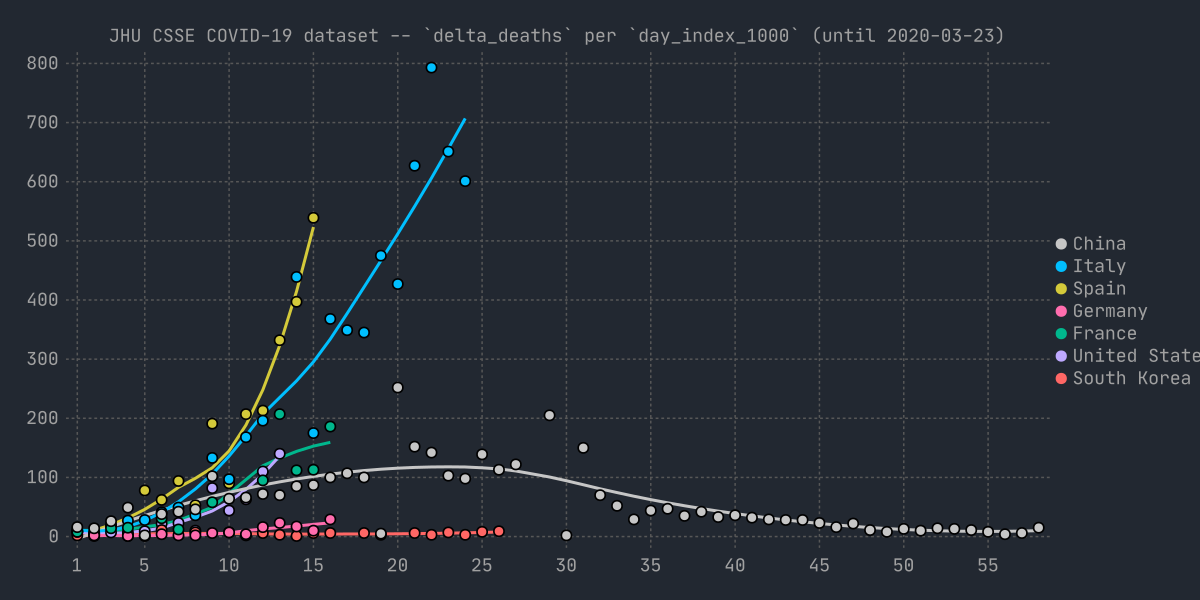 JHU CSSE COVID-19 dataset -- `delta_deaths` per `day_index_1000` (until 2020-03-23)
800
700
600
500
400
300
200
100
0
1 5 10 15 20 25 30 35 40 45 50 55
China
Italy
Spain
Germany
France
United State
South Korea